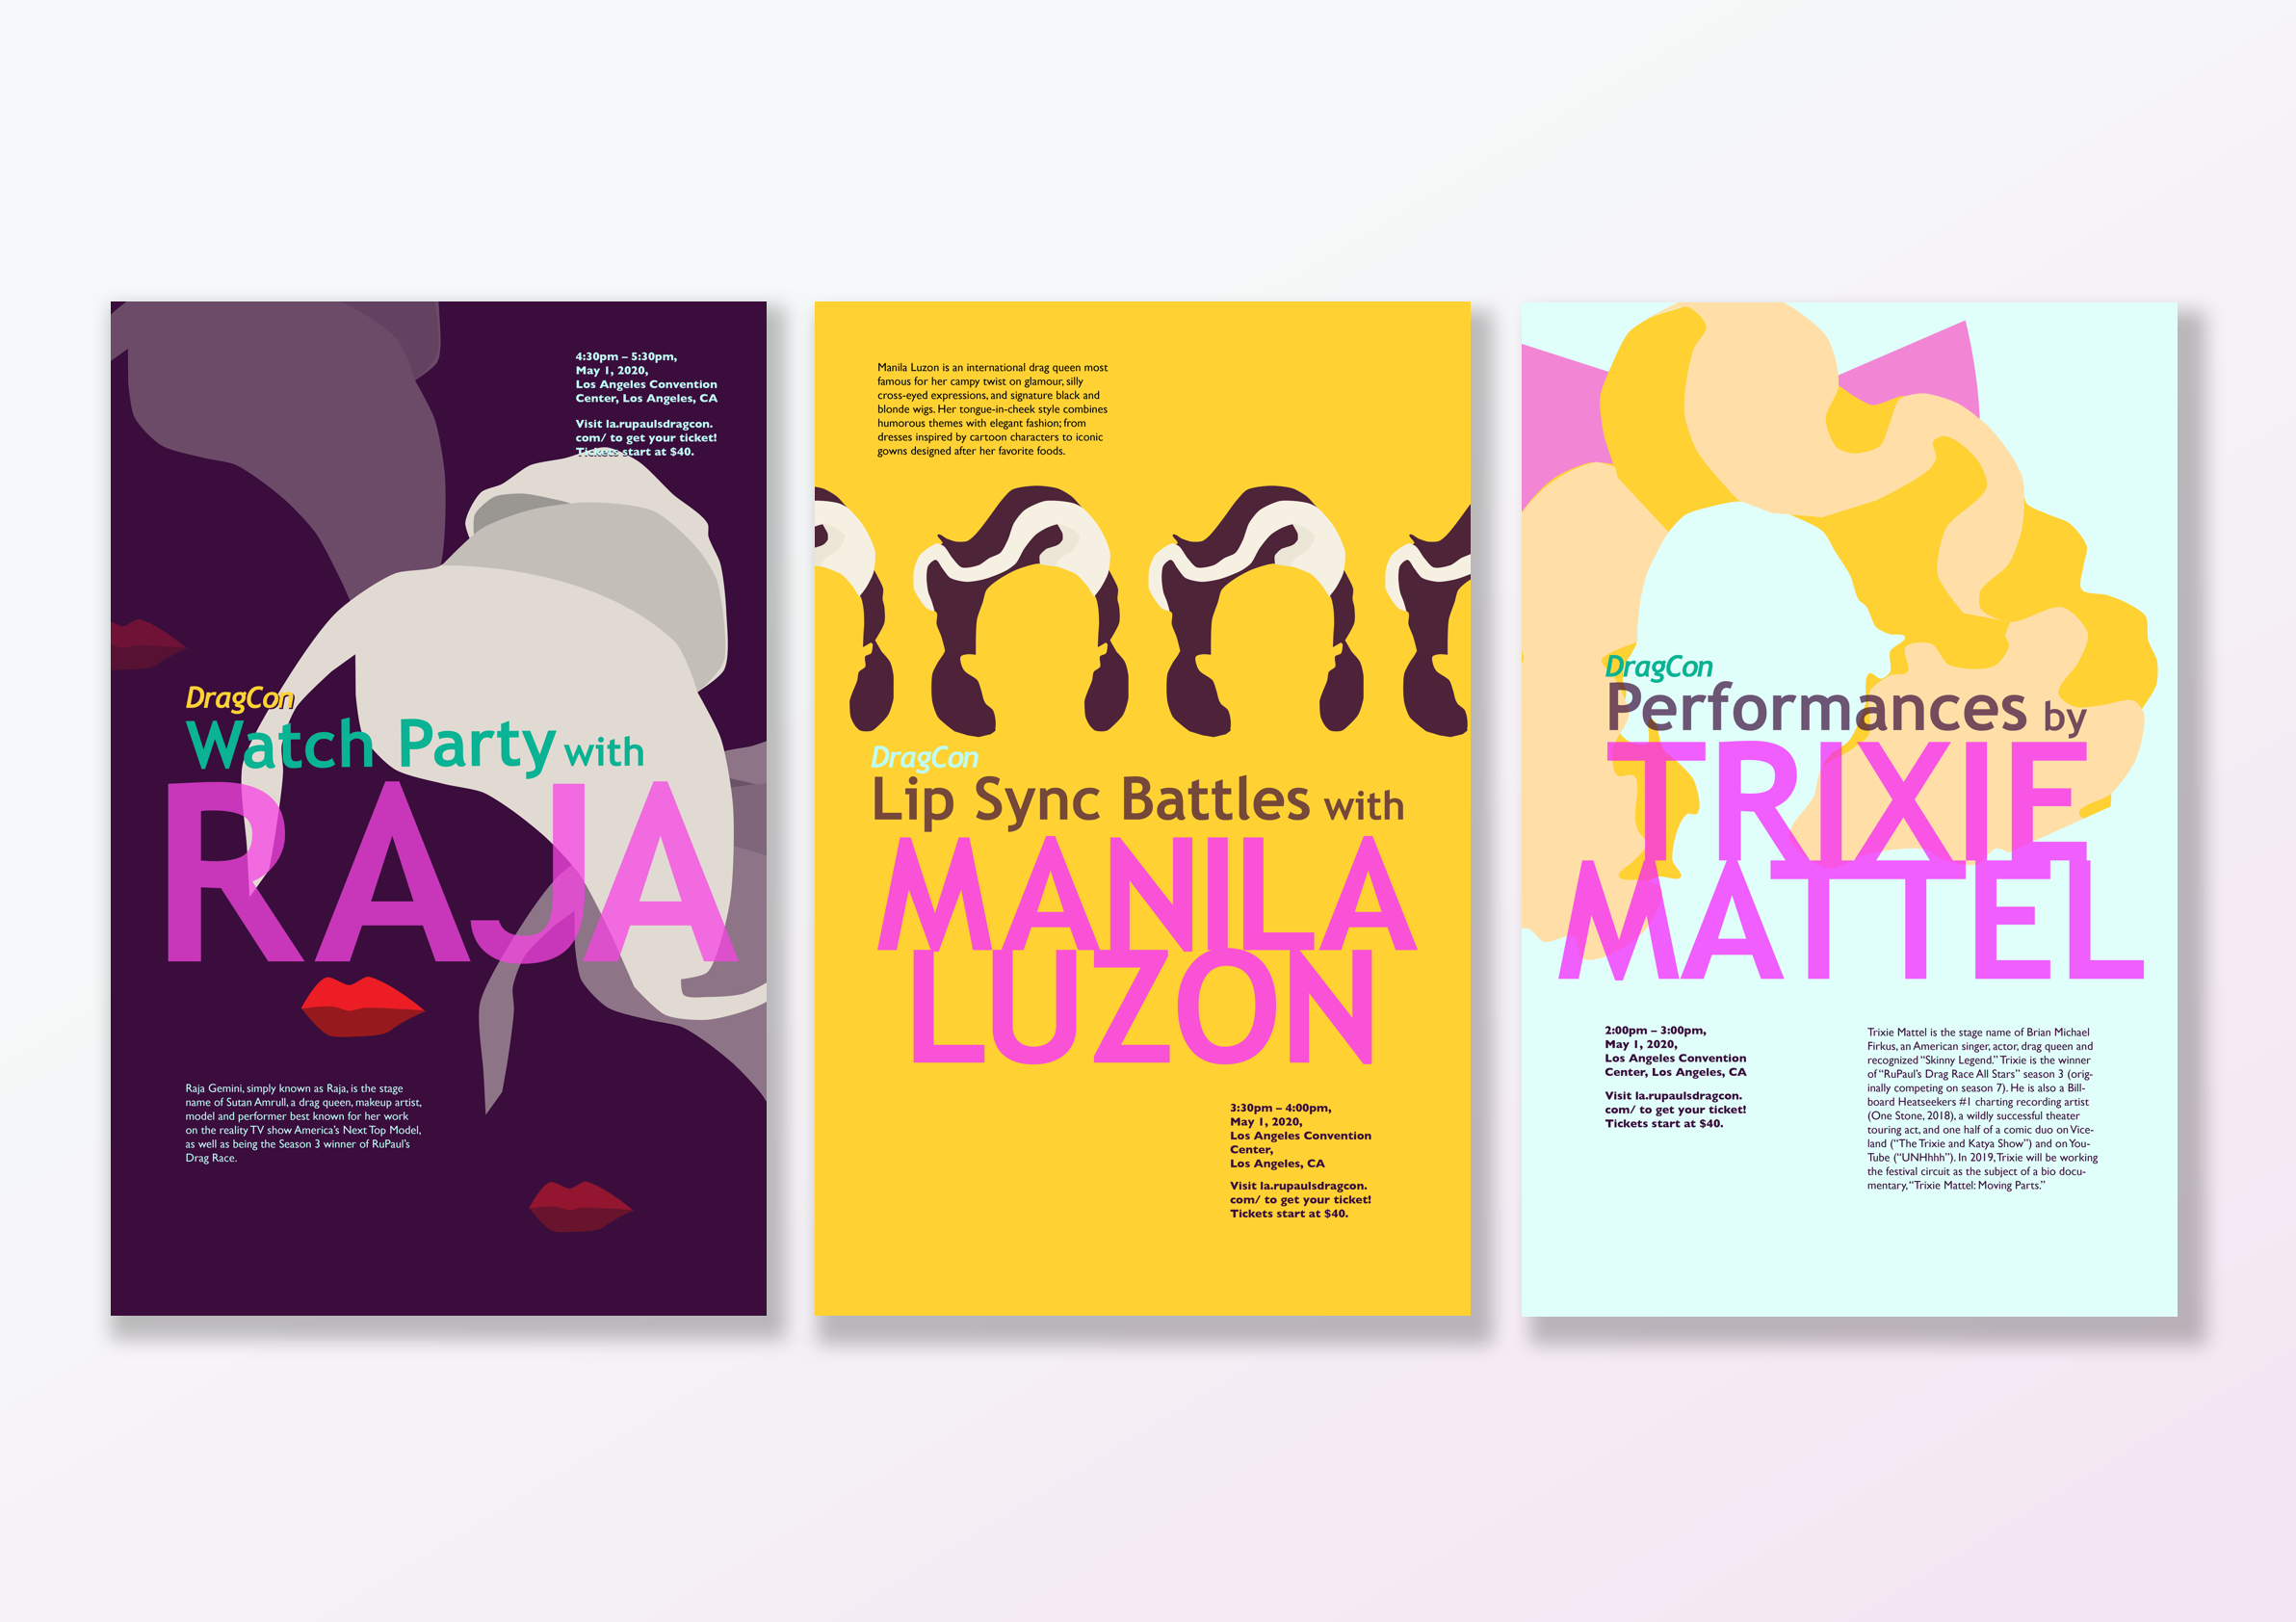 4:30pm – 5:30pm,
May 1, 2020,
Los Angeles Convention
Center, Los Angeles, CA
Visit la.rupaulsdragcon.
com/ to get your ticket!
Tickets start at $40.
DragCon
Watch Party with
RAJA
Raja Gemini, simply known as Raja, is the stage
name of Sutan Amrull, a drag queen, makeup artist,
model and performer best known for her work
on the reality TV show America's Next Top Model,
as well as being the Season 3 winner of RuPaul's
Drag Race.
Manila Luzon is an international drag queen most
famous for her campy twist on glamour, silly
cross-eyed expressions, and signature black and
blonde wigs. Her tongue-in-cheek style combines
humorous themes with elegant fashion; from
dresses inspired by cartoon characters to iconic
gowns designed after her favorite foods.
DragCon
Lip Sync Battles with
MANILA
LUZON
3:30pm – 4:00pm,
May 1, 2020,
Los Angeles Convention
Center,
Los Angeles, CA
Visit la.rupaulsdragcon.
com/ to get your ticket!
Tickets start at $40.
DragCon
Performances by
TRIXIE
MATTEL
2:00pm – 3:00pm,
May 1, 2020,
Los Angeles Convention
Center, Los Angeles, CA
Visit la.rupaulsdragcon.
com/ to get your ticket!
Tickets start at $40.
Trixie Mattel is the stage name of Brian Michael
Firkus, an American singer, actor, drag queen and
recognized “Skinny Legend.” Trixie is the winner
of “RuPaul's Drag Race All Stars” season 3 (orig-
inally competing on season 7). He is also a Bill-
board Heatseekers #1 charting recording artist
(One Stone, 2018), a wildly successful theater
touring act, and one half of a comic duo on Vice-
land (“The Trixie and Katya Show”) and on You-
Tube (“UNHhhh”). In 2019, Trixie will be working
the festival circuit as the subject of a bio docu-
mentary, “Trixie Mattel: Moving Parts.”